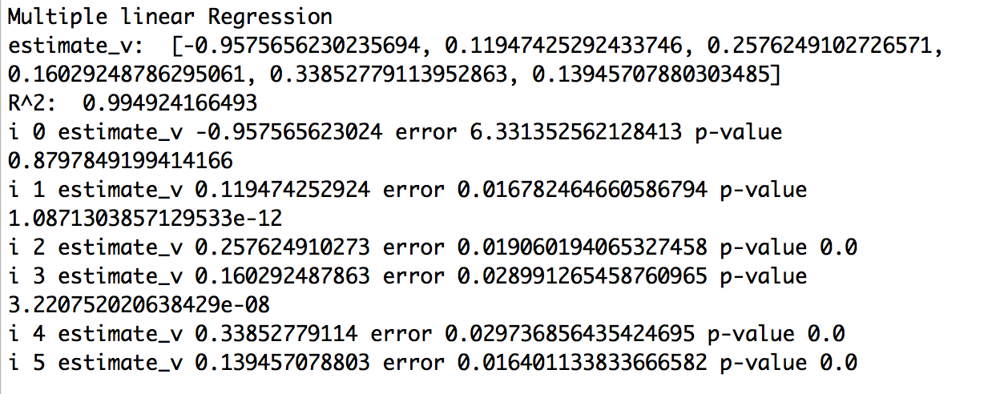 Multiple linear Regression
estimate_v:  [-0.9575656230235694, 0.11947425292433746, 0.2576249102726571,
0.16029248786295061, 0.33852779113952863, 0.13945707880303485]
R^2:  0.994924166493
i 0 estimate_v -0.957565623024 error 6.331352562128413 p-value
0.8797849199414166
i 1 estimate_v 0.119474252924 error 0.016782464660586794 p-value
1.0871303857129533e-12
i 2 estimate_v 0.257624910273 error 0.019060194065327458 p-value 0.0
i 3 estimate_v 0.160292487863 error 0.028991265458760965 p-value
3.220752020638429e-08
i 4 estimate_v 0.33852779114 error 0.029736856435424695 p-value 0.0
i 5 estimate_v 0.139457078803 error 0.016401133833666582 p-value 0.0